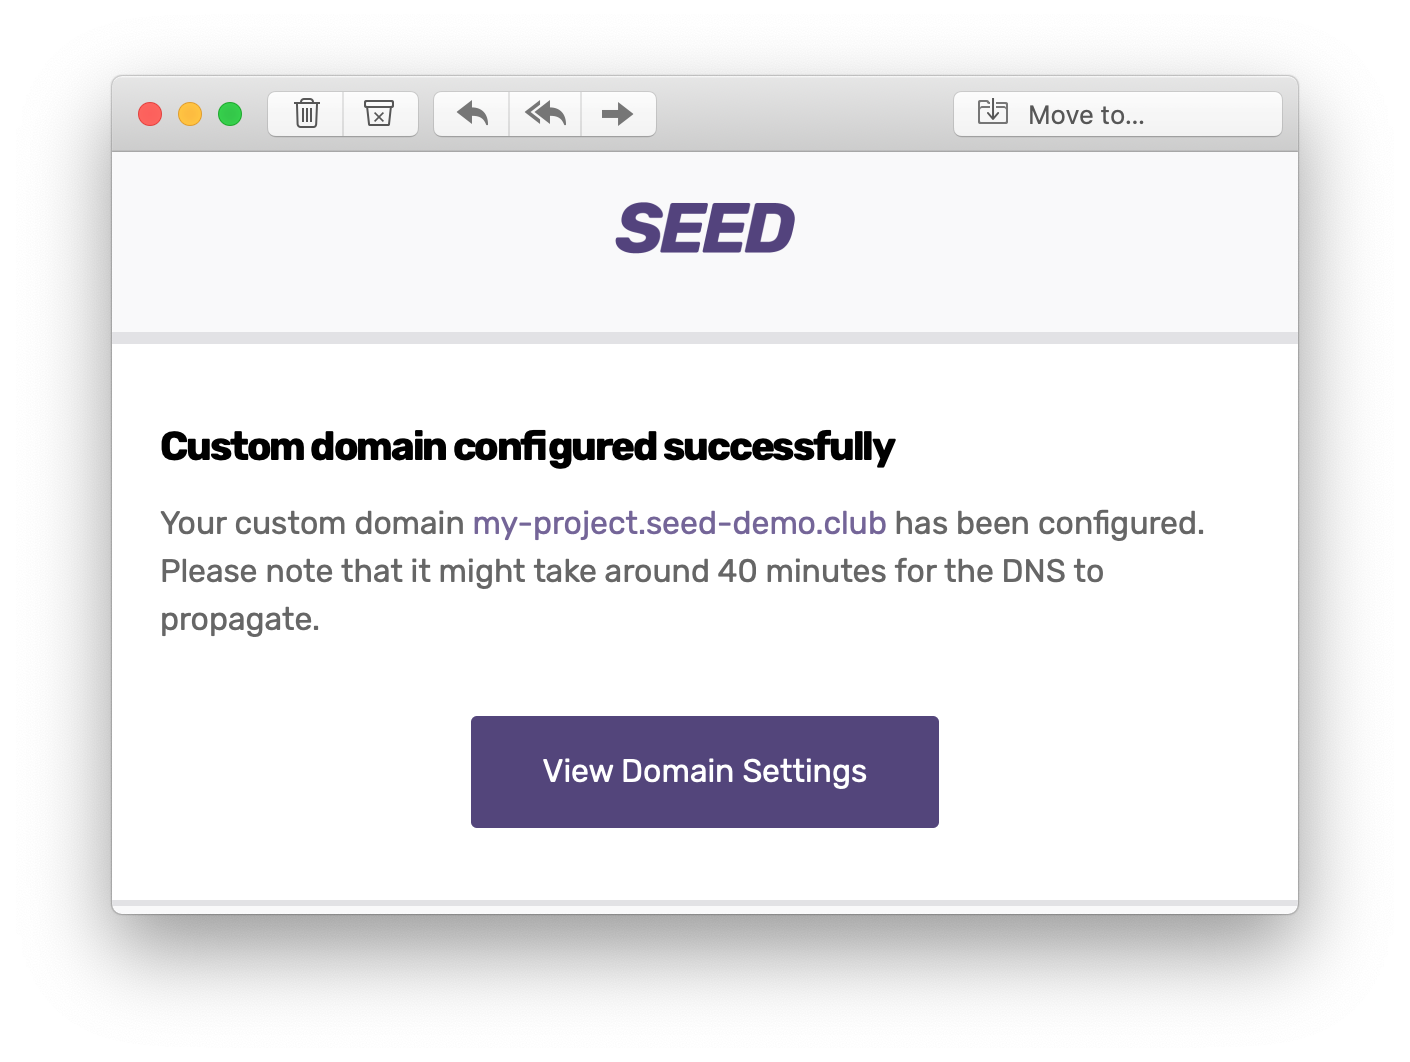 Move to...
SEED
Custom domain configured successfully
Your custom domain my-project.seed-demo.club has been configured.
Please note that it might take around 40 minutes for the DNS to
propagate.
View Domain Settings